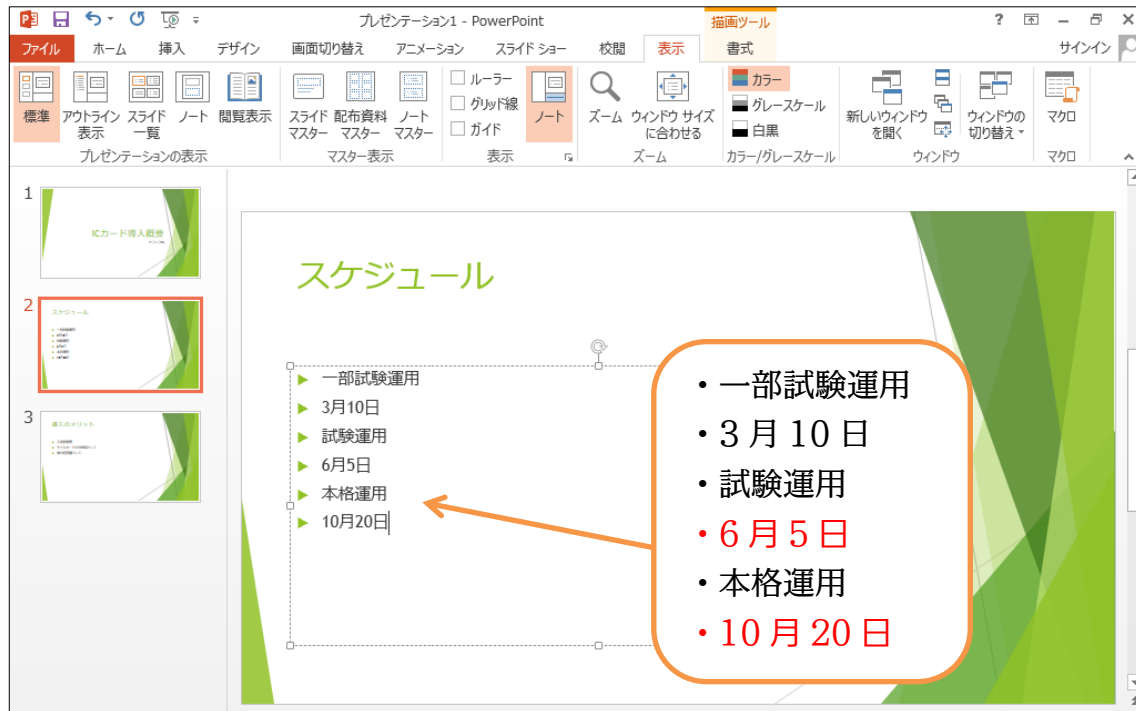 プレゼンテーション1 - PowerPoint
描画ツール
ファイル ホーム 挿入 デザイン 画面切り替え アニメーション スライド ショー 校閲 表示 書式 サインイン
標準
アウトライン表示
スライド一覧
ノート
閲覧表示
プレゼンテーションの表示
スライドマスター
配布資料マスター
ノートマスター
マスター表示
ルーラー
グリッド線
ガイド
ノート
表示
ズーム
ウィンドウ サイズに合わせる
ズーム
カラー
グレースケール
白黒
カラー/グレースケール
新しいウィンドウを開く
ウィンドウの切り替え
ウィンドウ
マクロ
マクロ
1
ICカード導入概要
2
スケジュール
3
導入のメリット
スケジュール
一部試験運用
3月10日
試験運用
6月5日
本格運用
10月20日
・一部試験運用
・3月10日
・試験運用
・6月5日
・本格運用
・10月20日